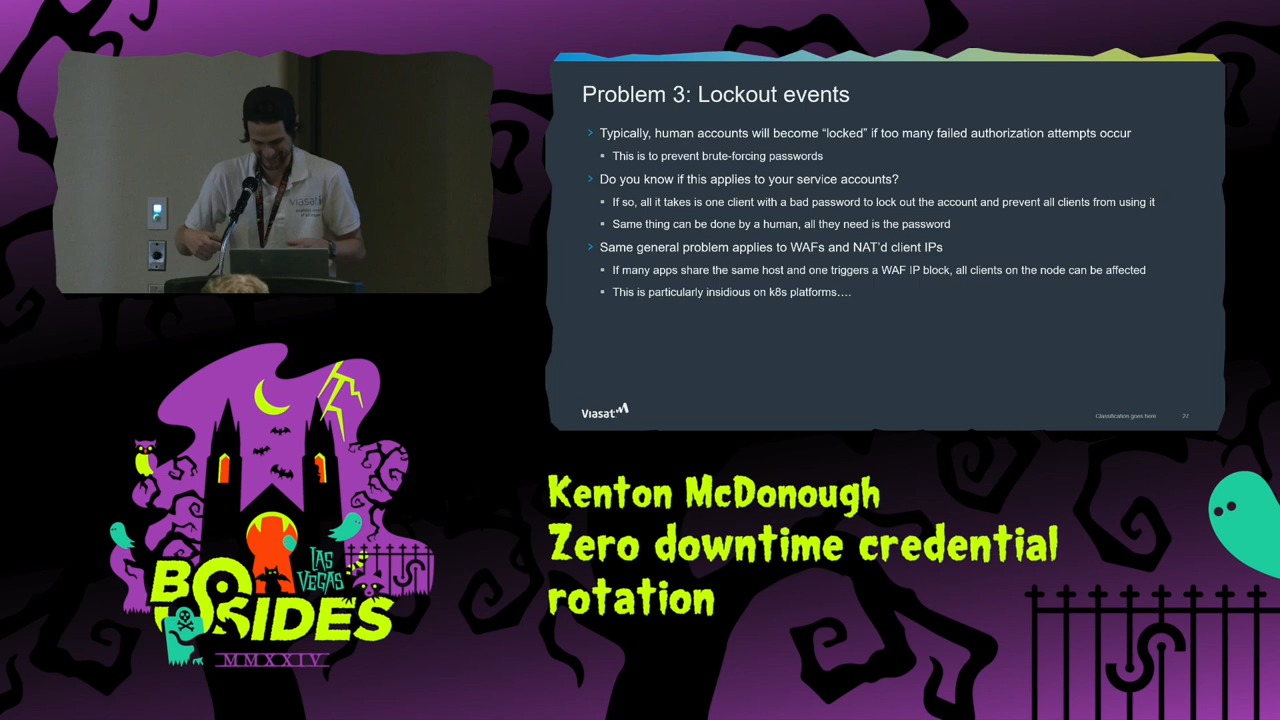 Problem 3: Lockout events
Typically, human accounts will become “locked” if too many failed authorization attempts occur
This is to prevent brute-forcing passwords
Do you know if this applies to your service accounts?
If so, all it takes is one client with a bad password to lock out the account and prevent all clients from using it
Same thing can be done by a human, all they need is the password
Same general problem applies to WAFs and NAT’d client IPs
If many apps share the same host and one triggers a WAF IP block, all clients on the node can be affected
This is particularly insidious on k8s platforms….
Viasat
Classification goes here
27
viasat
LAS
VEGAS
BSIDES
MMXXIV
Kenton McDonough
Zero downtime credential
rotation